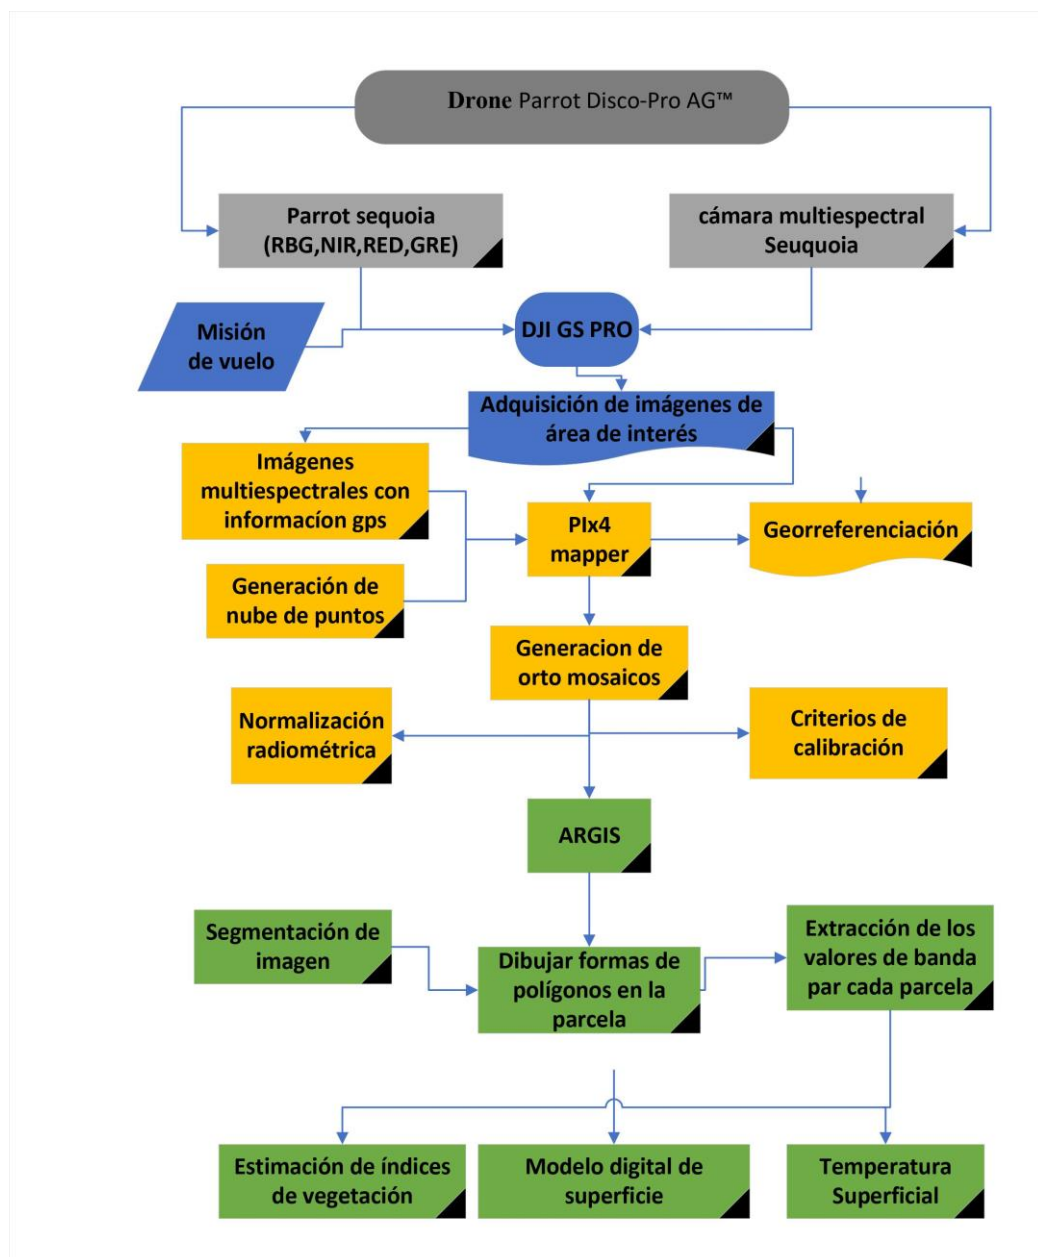 Drone Parrot Disco-Pro AG™
Parrot sequoia
(RBG,NIR,RED,GRE)
cámara multiespectral
Seuquoia
Misión
de vuelo
DJI GS PRO
Adquisición de imágenes de
área de interés
Imágenes
multiespectrales con
informacíon gps
PIx4
mapper
Georreferenciación
Generación de
nube de puntos
Generacion de
orto mosaicos
Normalización
radiométrica
Criterios de
calibración
ARGIS
Segmentación de
imagen
Dibujar formas de
polígonos en la
parcela
Extracción de los
valores de banda
par cada parcela
Estimación de índices
de vegetación
Modelo digital de
superficie
Temperatura
Superficial